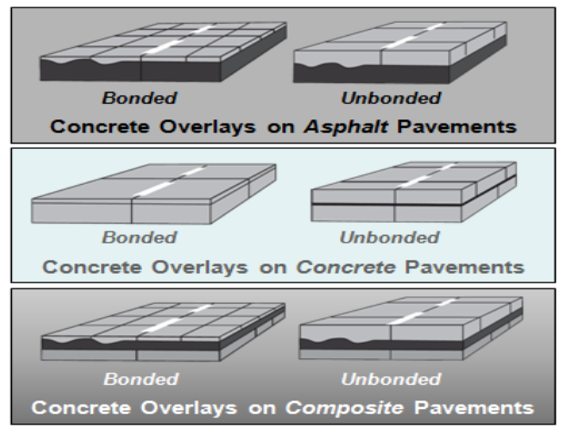 Bonded Unbonded
Concrete Overlays on Asphalt Pavements
Bonded Unbonded
Concrete Overlays on Concrete Pavements
Bonded Unbonded
Concrete Overlays on Composite Pavements